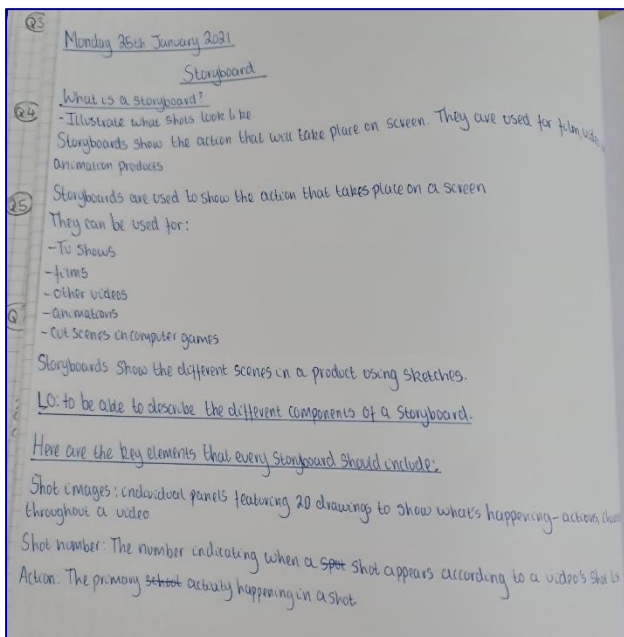 Q3
Monday 25th January 2021
Storyboard
What is a storyboard?
Q4
-Illustrate what shots look like
Storyboards show the action that will take place on screen. They are used for film, video
animation products
Storyboards are used to show the action that takes place on a screen
Q5
They can be used for:
-Tv shows
-films
-other videos
-animations
Q
-cut scenes in computer games
Storyboards show the different scenes in a product using sketches.
LO: to be able to describe the different components of a storyboard.
Here are the key elements that every storyboard should include:
Shot images: individual panels featuring 2D drawings to show what's happening - actions,
throughout a video
Shot number: The number indicating when a spot shot appears according to a video's shot
Action: The primary school activity happening in a shot